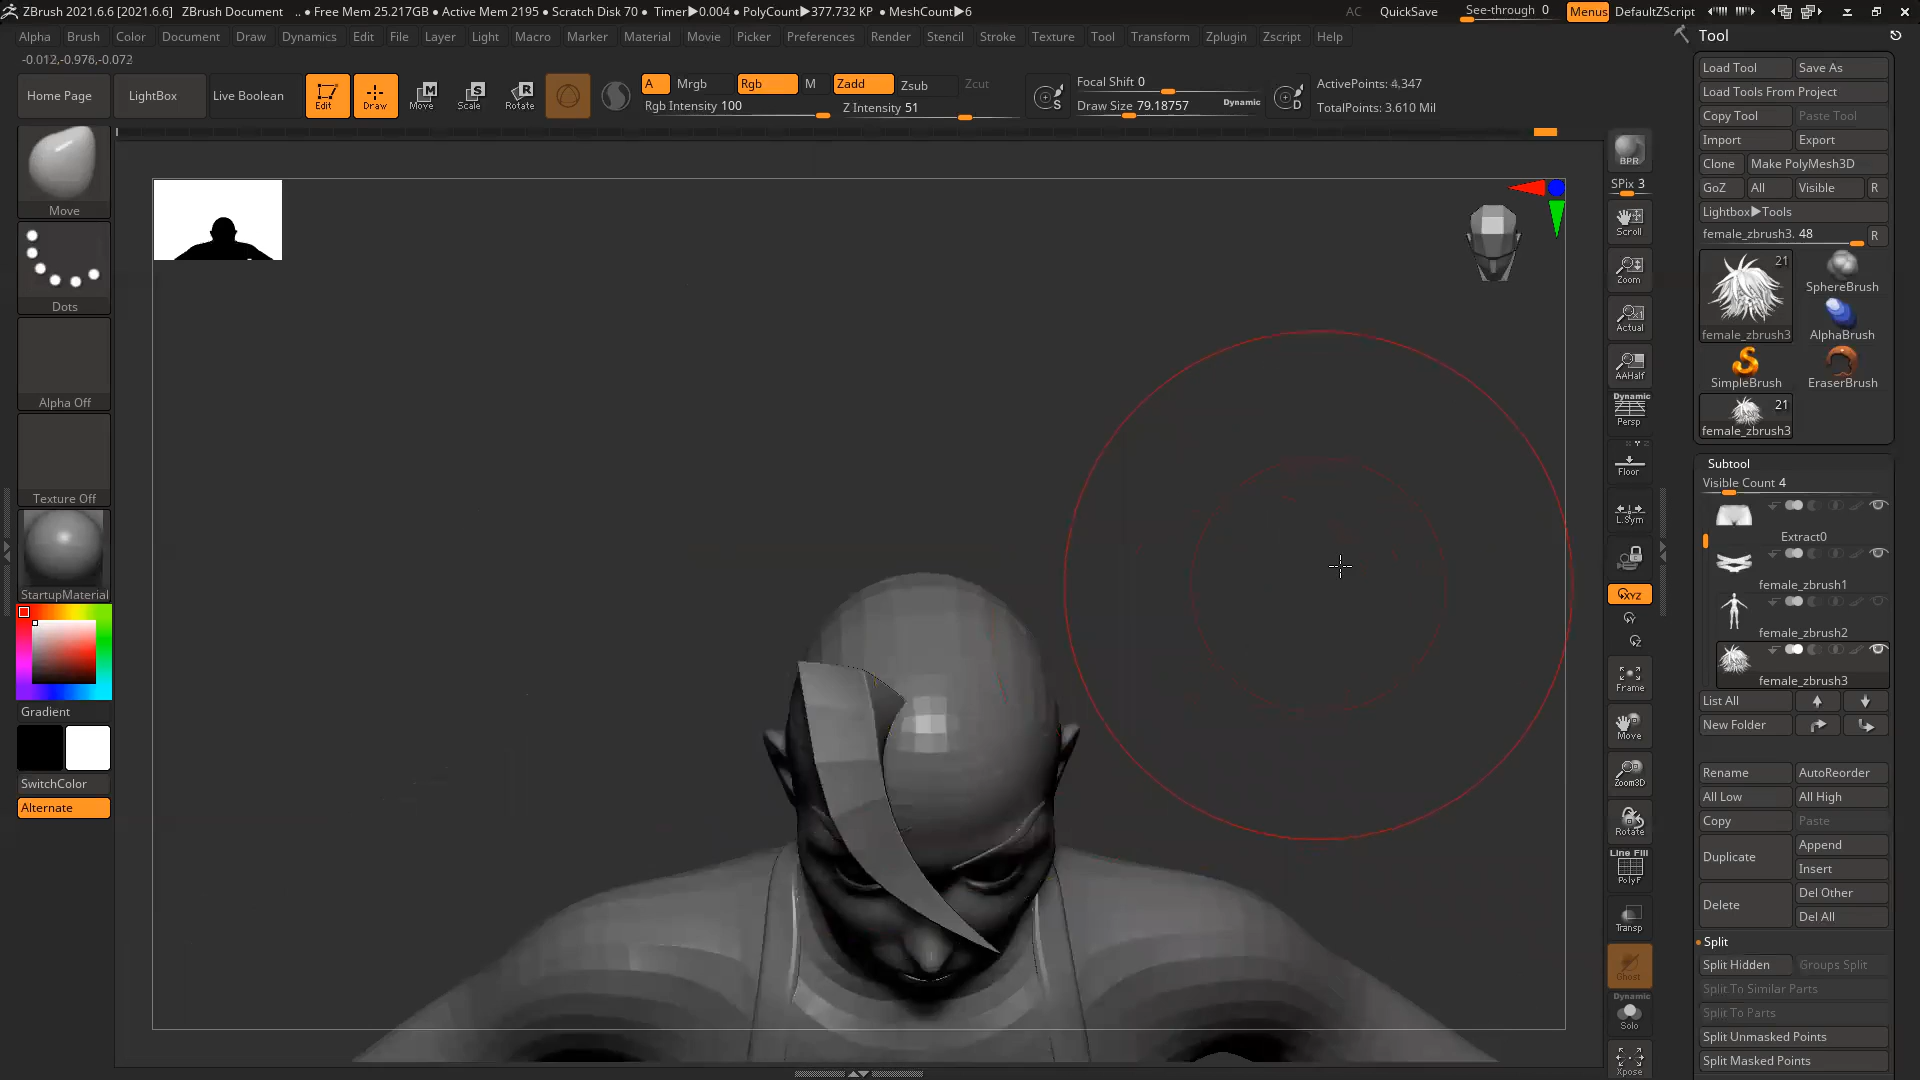 ZBrush 2021.6.6 [2021.6.6] ZBrush Document .. ● Free Mem 25.217GB ● Active Mem 2195 ● Scratch Disk 70 ● Timer▶0.004 ● PolyCount▶377.732 KP ● MeshCount▶6 AC QuickSave See-through 0 Menus DefaultZScript
Alpha Brush Color Document Draw Dynamics Edit File Layer Light Macro Marker Material Movie Picker Preferences Render Stencil Stroke Texture Tool Transform Zplugin Zscript Help
-0.012,-0.976,-0.072
Home Page LightBox Live Boolean Edit Draw Move Scale Rotate A Mrgb Rgb M Zadd Zsub Zcut Focal Shift 0 ActivePoints: 4,347
Rgb Intensity 100 Z Intensity 51 S Draw Size 79.18757 Dynamic D TotalPoints: 3.610 Mil
Move
Dots
Alpha Off
Texture Off
StartupMaterial
Gradient
SwitchColor
Alternate
BPR
SPix 3
Scroll
Zoom
Actual
AAHalf
Dynamic
Persp
Floor
L.Sym
XYZ
Frame
Move
Zoom3D
Rotate
Line Fill
PolyF
Transp
Ghost
Dynamic
Solo
Xpose
Tool
Load Tool Save As
Load Tools From Project
Copy Tool Paste Tool
Import Export
Clone Make PolyMesh3D
GoZ All Visible R
Lightbox▶Tools
female_zbrush3. 48 R
21
SphereBrush
female_zbrush3 AlphaBrush
SimpleBrush EraserBrush
21
female_zbrush3
Subtool
Visible Count 4
Extract0
female_zbrush1
female_zbrush2
female_zbrush3
List All
New Folder
Rename AutoReorder
All Low All High
Copy Paste
Duplicate Append
Insert
Delete Del Other
Del All
Split
Split Hidden Groups Split
Split To Similar Parts
Split To Parts
Split Unmasked Points
Split Masked Points